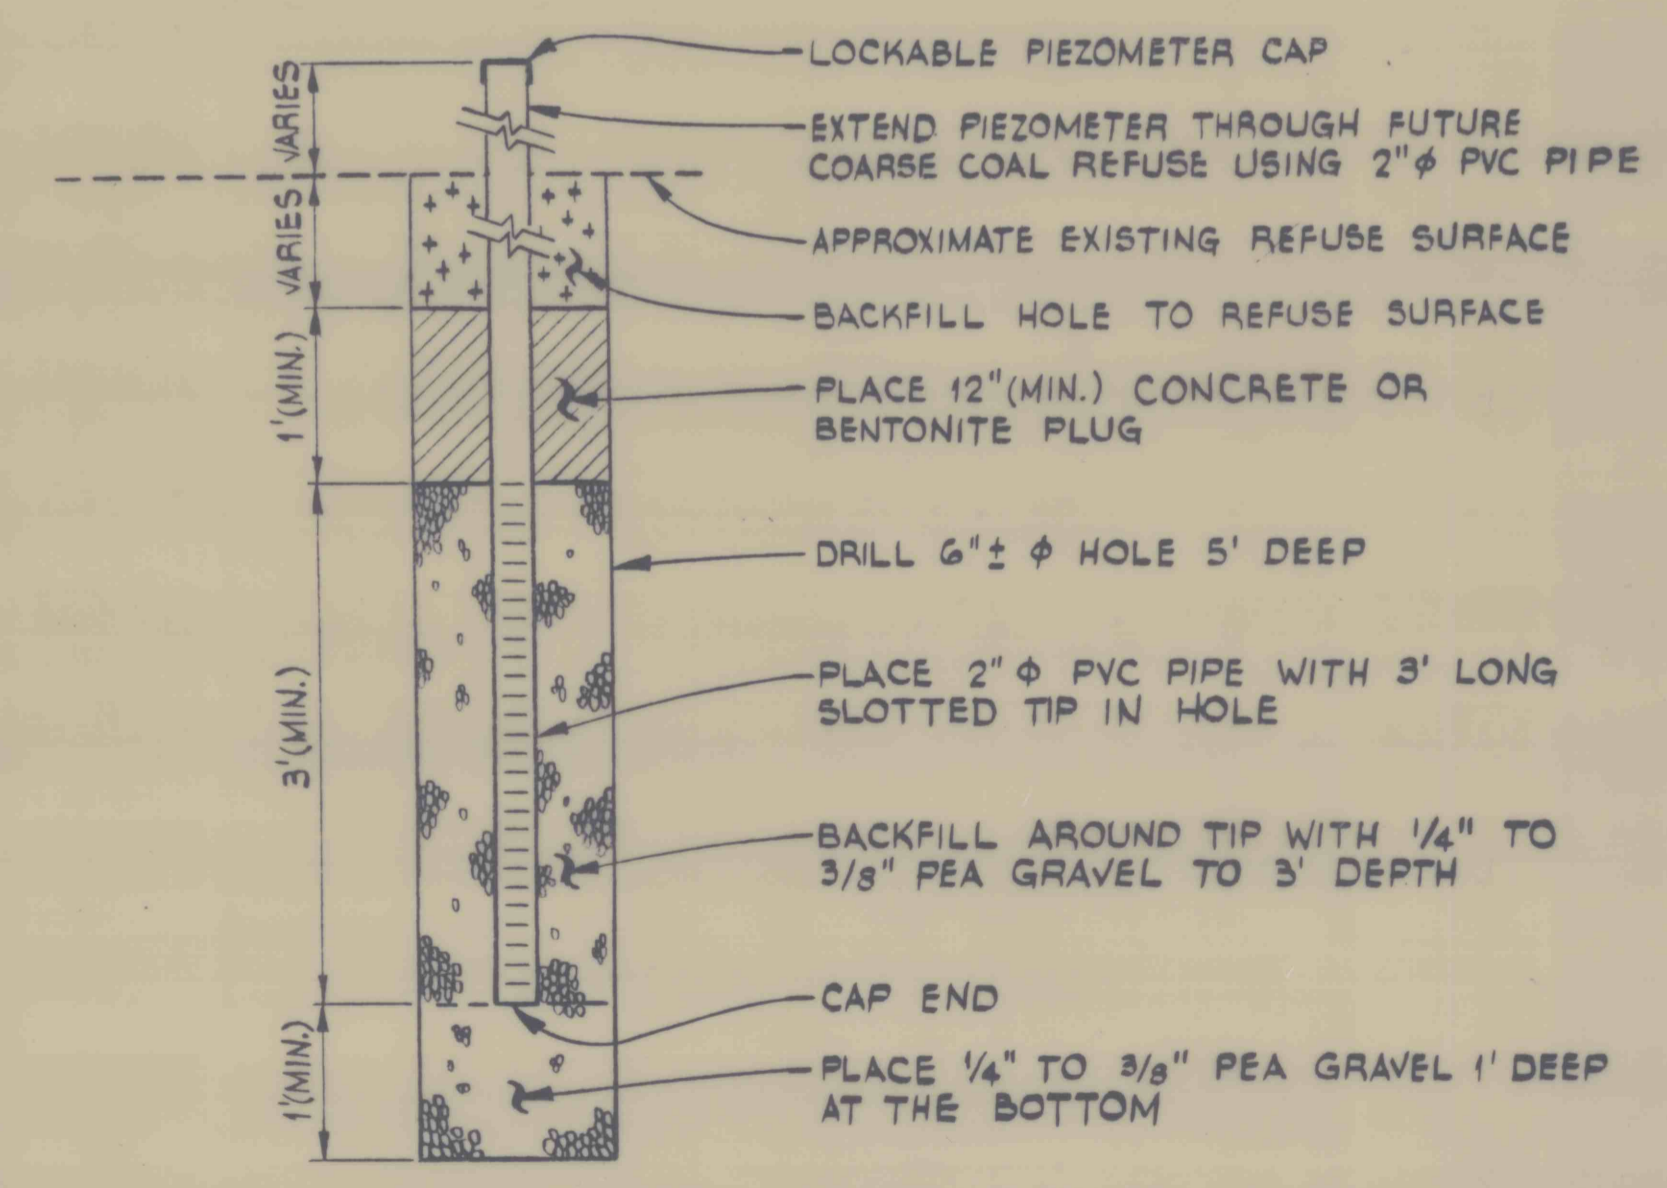 LOCKABLE PIEZOMETER CAP
EXTEND PIEZOMETER THROUGH FUTURE
COARSE COAL REFUSE USING 2"ϕ PVC PIPE
APPROXIMATE EXISTING REFUSE SURFACE
BACKFILL HOLE TO REFUSE SURFACE
PLACE 12"(MIN.) CONCRETE OR
BENTONITE PLUG
DRILL 6"± ϕ HOLE 5' DEEP
PLACE 2"ϕ PVC PIPE WITH 3' LONG
SLOTTED TIP IN HOLE
BACKFILL AROUND TIP WITH 1/4" TO
3/8" PEA GRAVEL TO 3' DEPTH
CAP END
PLACE 1/4" TO 3/8" PEA GRAVEL 1' DEEP
AT THE BOTTOM
VARIES
VARIES
1'(MIN.)
3'(MIN.)
1'(MIN.)